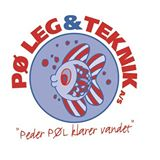 PØ LEG & TEKNIK A/S
"Peder PØL klarer vandet"